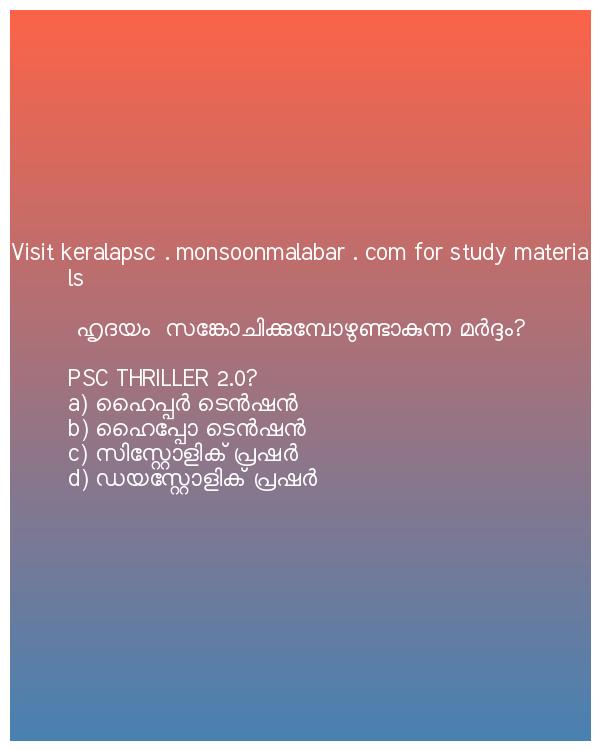 Visit keralapsc . monsoonmalabar . com for study materia
ls
ഹൃദയം  സങ്കോചിക്കുമ്പോഴുണ്ടാകുന്ന മർദ്ദം?
PSC THRILLER 2.0?
a) ഹൈപ്പർ ടെൻഷൻ
b) ഹൈപ്പോ ടെൻഷൻ
c) സിസ്റ്റോളിക് പ്രഷർ
d) ഡയസ്റ്റോളിക് പ്രഷർ